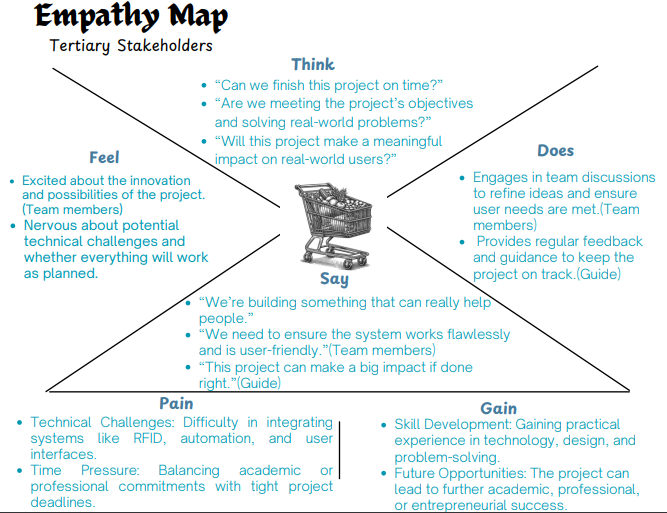 Empathy Map
Tertiary Stakeholders
Think
• “Can we finish this project on time?”
• “Are we meeting the project’s objectives
and solving real-world problems?”
• “Will this project make a meaningful
impact on real-world users?”
Feel
• Excited about the innovation
and possibilities of the project.
(Team members)
• Nervous about potential
technical challenges and
whether everything will work
as planned.
Does
• Engages in team discussions
to refine ideas and ensure
user needs are met.(Team
members)
• Provides regular feedback
and guidance to keep the
project on track.(Guide)
Say
• “We’re building something that can really help
people.”
• “We need to ensure the system works flawlessly
and is user-friendly.”(Team members)
• “This project can make a big impact if done
right.”(Guide)
Pain
• Technical Challenges: Difficulty in integrating
systems like RFID, automation, and user
interfaces.
• Time Pressure: Balancing academic or
professional commitments with tight project
deadlines.
Gain
• Skill Development: Gaining practical
experience in technology, design, and
problem-solving.
• Future Opportunities: The project can
lead to further academic, professional,
or entrepreneurial success.